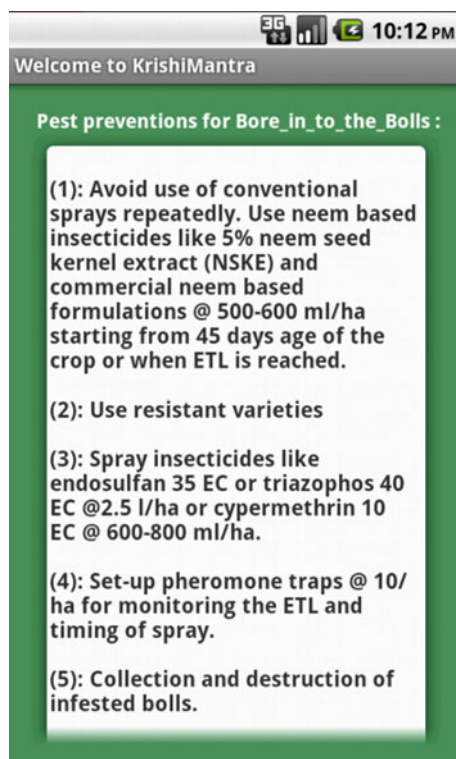 3G 10:12 PM
Welcome to KrishiMantra
Pest preventions for Bore_in_to_the_Bolls :
(1): Avoid use of conventional
sprays repeatedly. Use neem based
insecticides like 5% neem seed
kernel extract (NSKE) and
commercial neem based
formulations @ 500-600 ml/ha
starting from 45 days age of the
crop or when ETL is reached.
(2): Use resistant varieties
(3): Spray insecticides like
endosulfan 35 EC or triazophos 40
EC @2.5 l/ha or cypermethrin 10
EC @ 600-800 ml/ha.
(4): Set-up pheromone traps @ 10/
ha for monitoring the ETL and
timing of spray.
(5): Collection and destruction of
infested bolls.